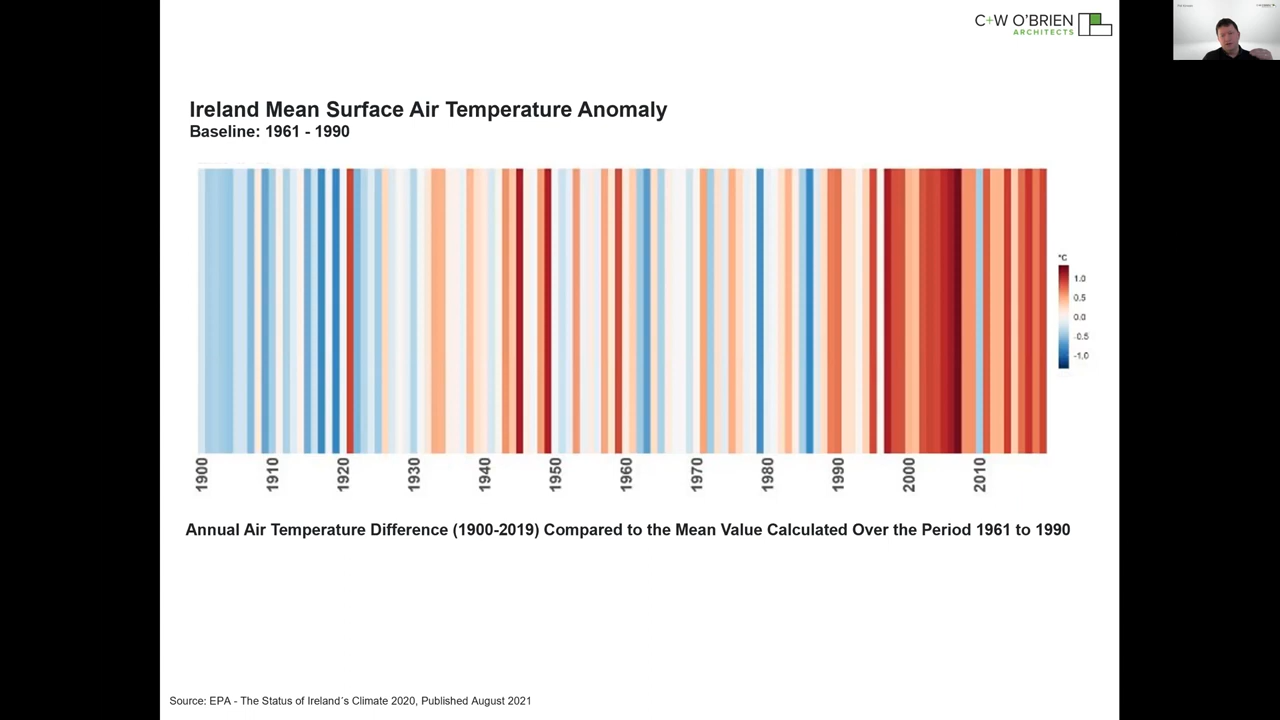 C+W O'BRIEN
ARCHITECTS
Ireland Mean Surface Air Temperature Anomaly
Baseline: 1961 - 1990
°C
1.0
0.5
0.0
-0.5
-1.0
1900 1910 1920 1930 1940 1950 1960 1970 1980 1990 2000 2010
Annual Air Temperature Difference (1900-2019) Compared to the Mean Value Calculated Over the Period 1961 to 1990
Source: EPA - The Status of Ireland´s Climate 2020, Published August 2021